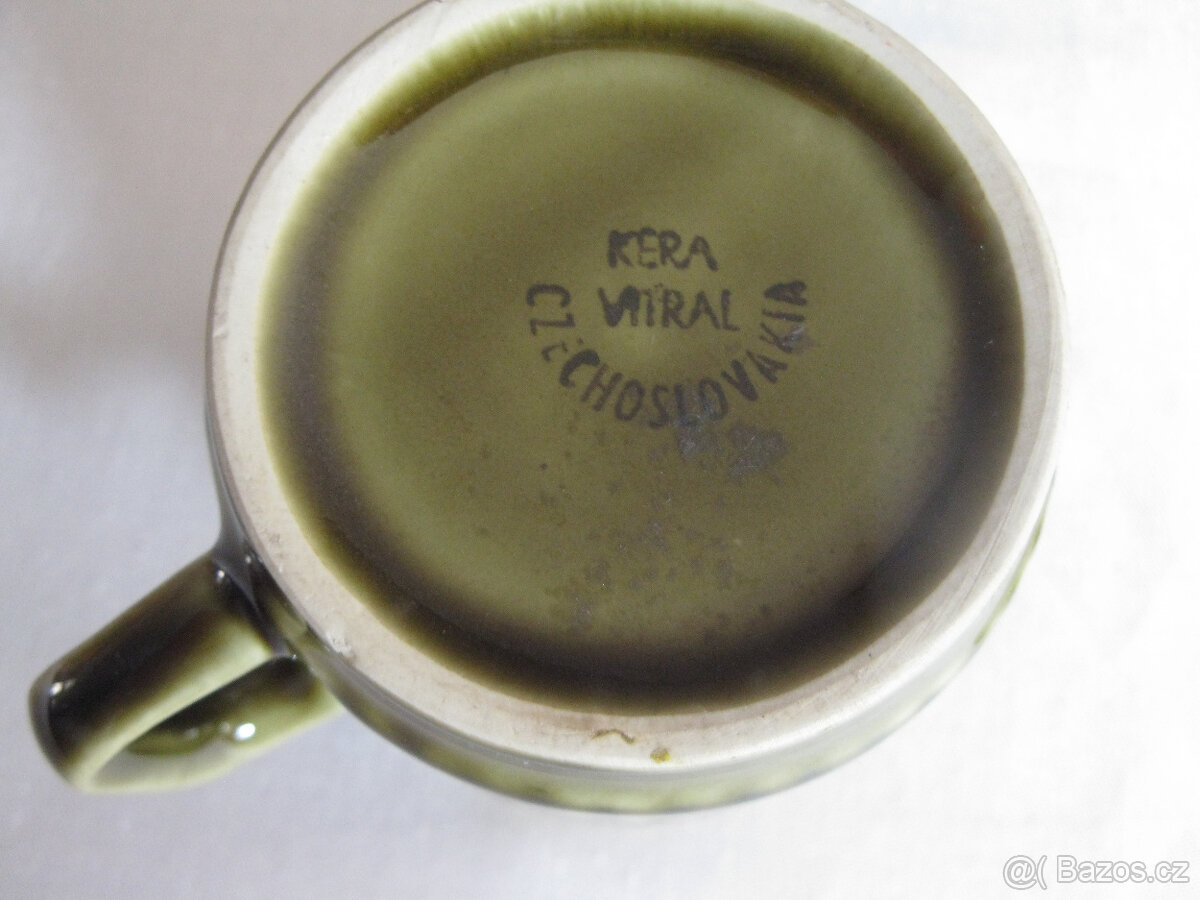 KERA
VITRAL
CZECHOSLOVAKIA
@( Bazos.cz